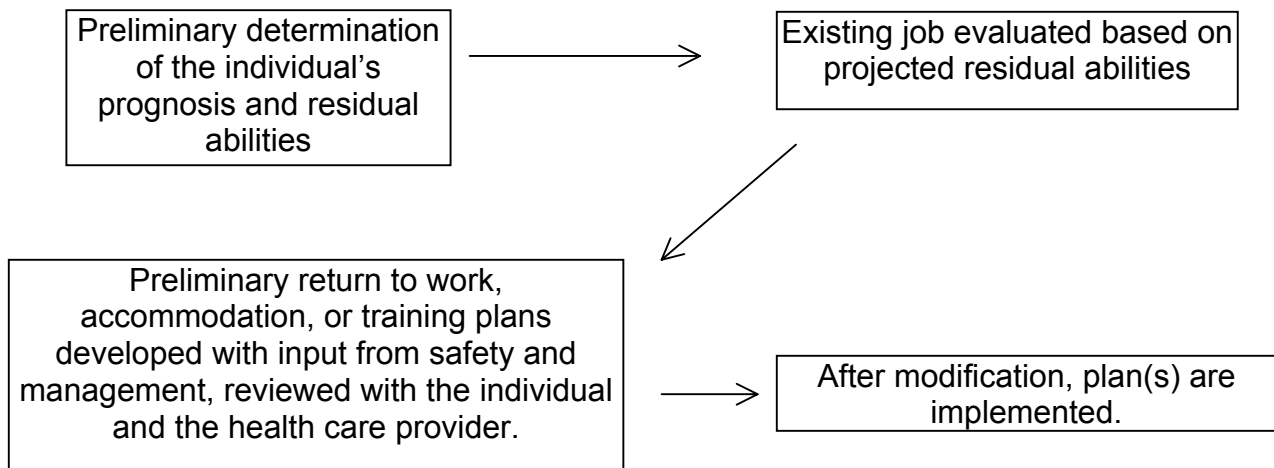 Preliminary determination
of the individual’s
prognosis and residual
abilities
Existing job evaluated based on
projected residual abilities
Preliminary return to work,
accommodation, or training plans
developed with input from safety and
management, reviewed with the individual
and the health care provider.
After modification, plan(s) are
implemented.